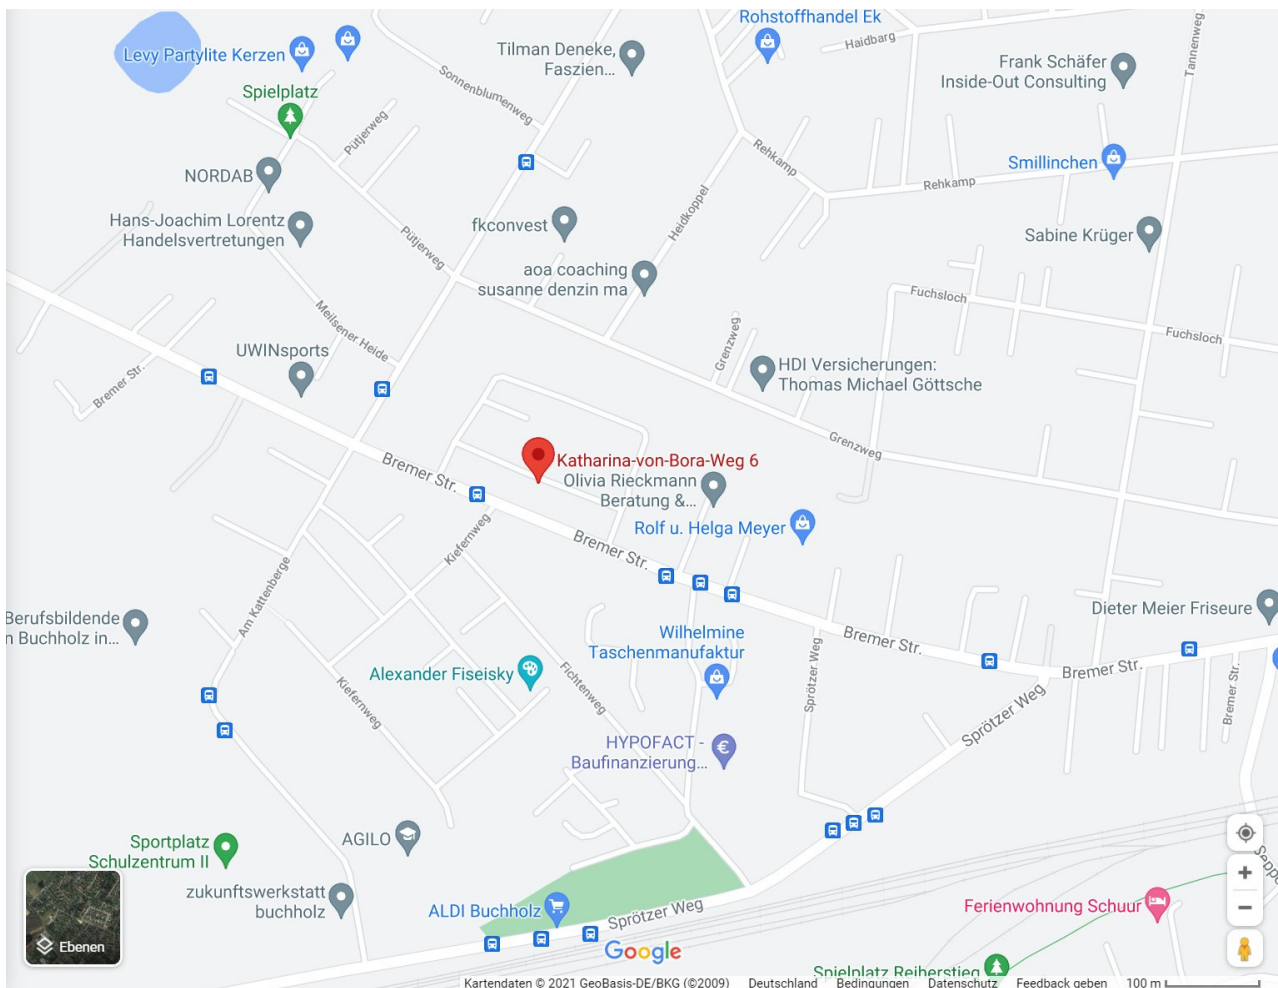 Rohstoffhandel Ek
Levy Partylite Kerzen
Tilman Deneke,
Faszien...
Haidbarg
Tannenweg
Frank Schäfer
Inside-Out Consulting
Sonnenblumenweg
Spielplatz
Pütjerweg
Rehkamp
Smillinchen
NORDAB
Rehkamp
Hans-Joachim Lorentz
Handelsvertretungen
fkconvest
Heidkoppel
Sabine Krüger
Pütjerweg
aoa coaching
susanne denzin ma
Fuchsloch
Meilsener Heide
Fuchsloch
UWINsports
Grenzweg
HDI Versicherungen:
Thomas Michael Göttsche
Bremer Str.
Grenzweg
Bremer Str.
Katharina-von-Bora-Weg 6
Olivia Rieckmann
Beratung &...
Rolf u. Helga Meyer
Kiefernweg
Bremer Str.
Am Kattenberge
Berufsbildende
n Buchholz in...
Dieter Meier Friseure
Wilhelmine
Taschenmanufaktur
Bremer Str.
Bremer Str.
Alexander Fiseisky
Fichtenweg
Sprötzer Weg
Kiefernweg
Bremer Str.
Sprötzer Weg
HYPOFACT -
Baufinanzierung...
AGILO
Sportplatz
Schulzentrum II
Seppe
zukunftswerkstatt
buchholz
ALDI Buchholz
Sprötzer Weg
Ferienwohnung Schuur
Ebenen
Google
Spielplatz Reiherstieg
Kartendaten © 2021 GeoBasis-DE/BKG (©2009) Deutschland Bedingungen Datenschutz Feedback geben 100 m